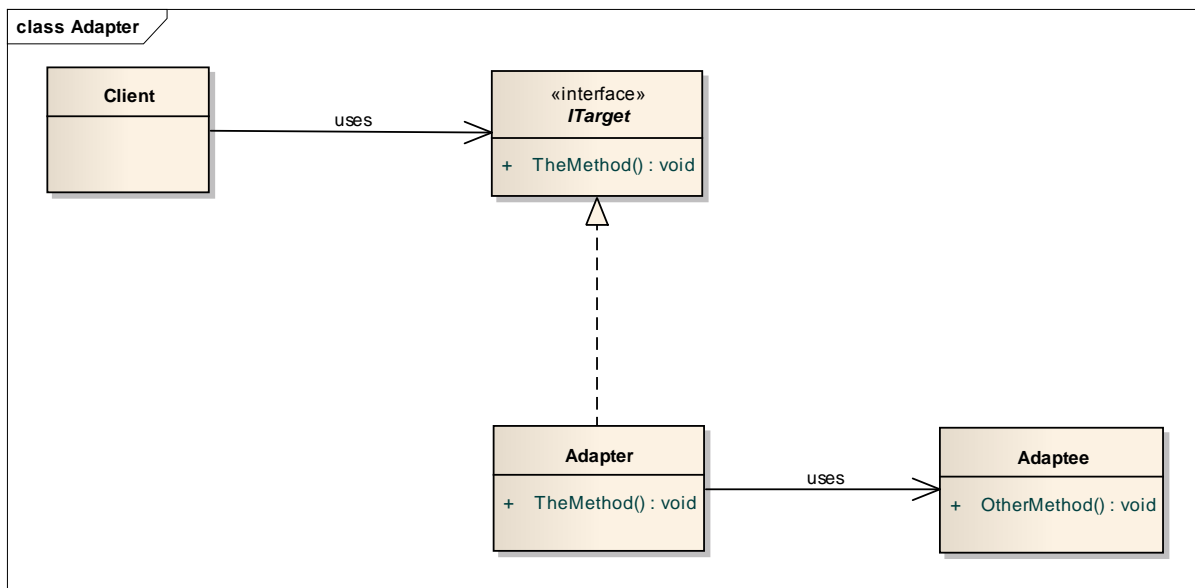 class Adapter
Client
uses
«interface»
ITarget
+ TheMethod() : void
Adapter
+ TheMethod() : void
uses
Adaptee
+ OtherMethod() : void